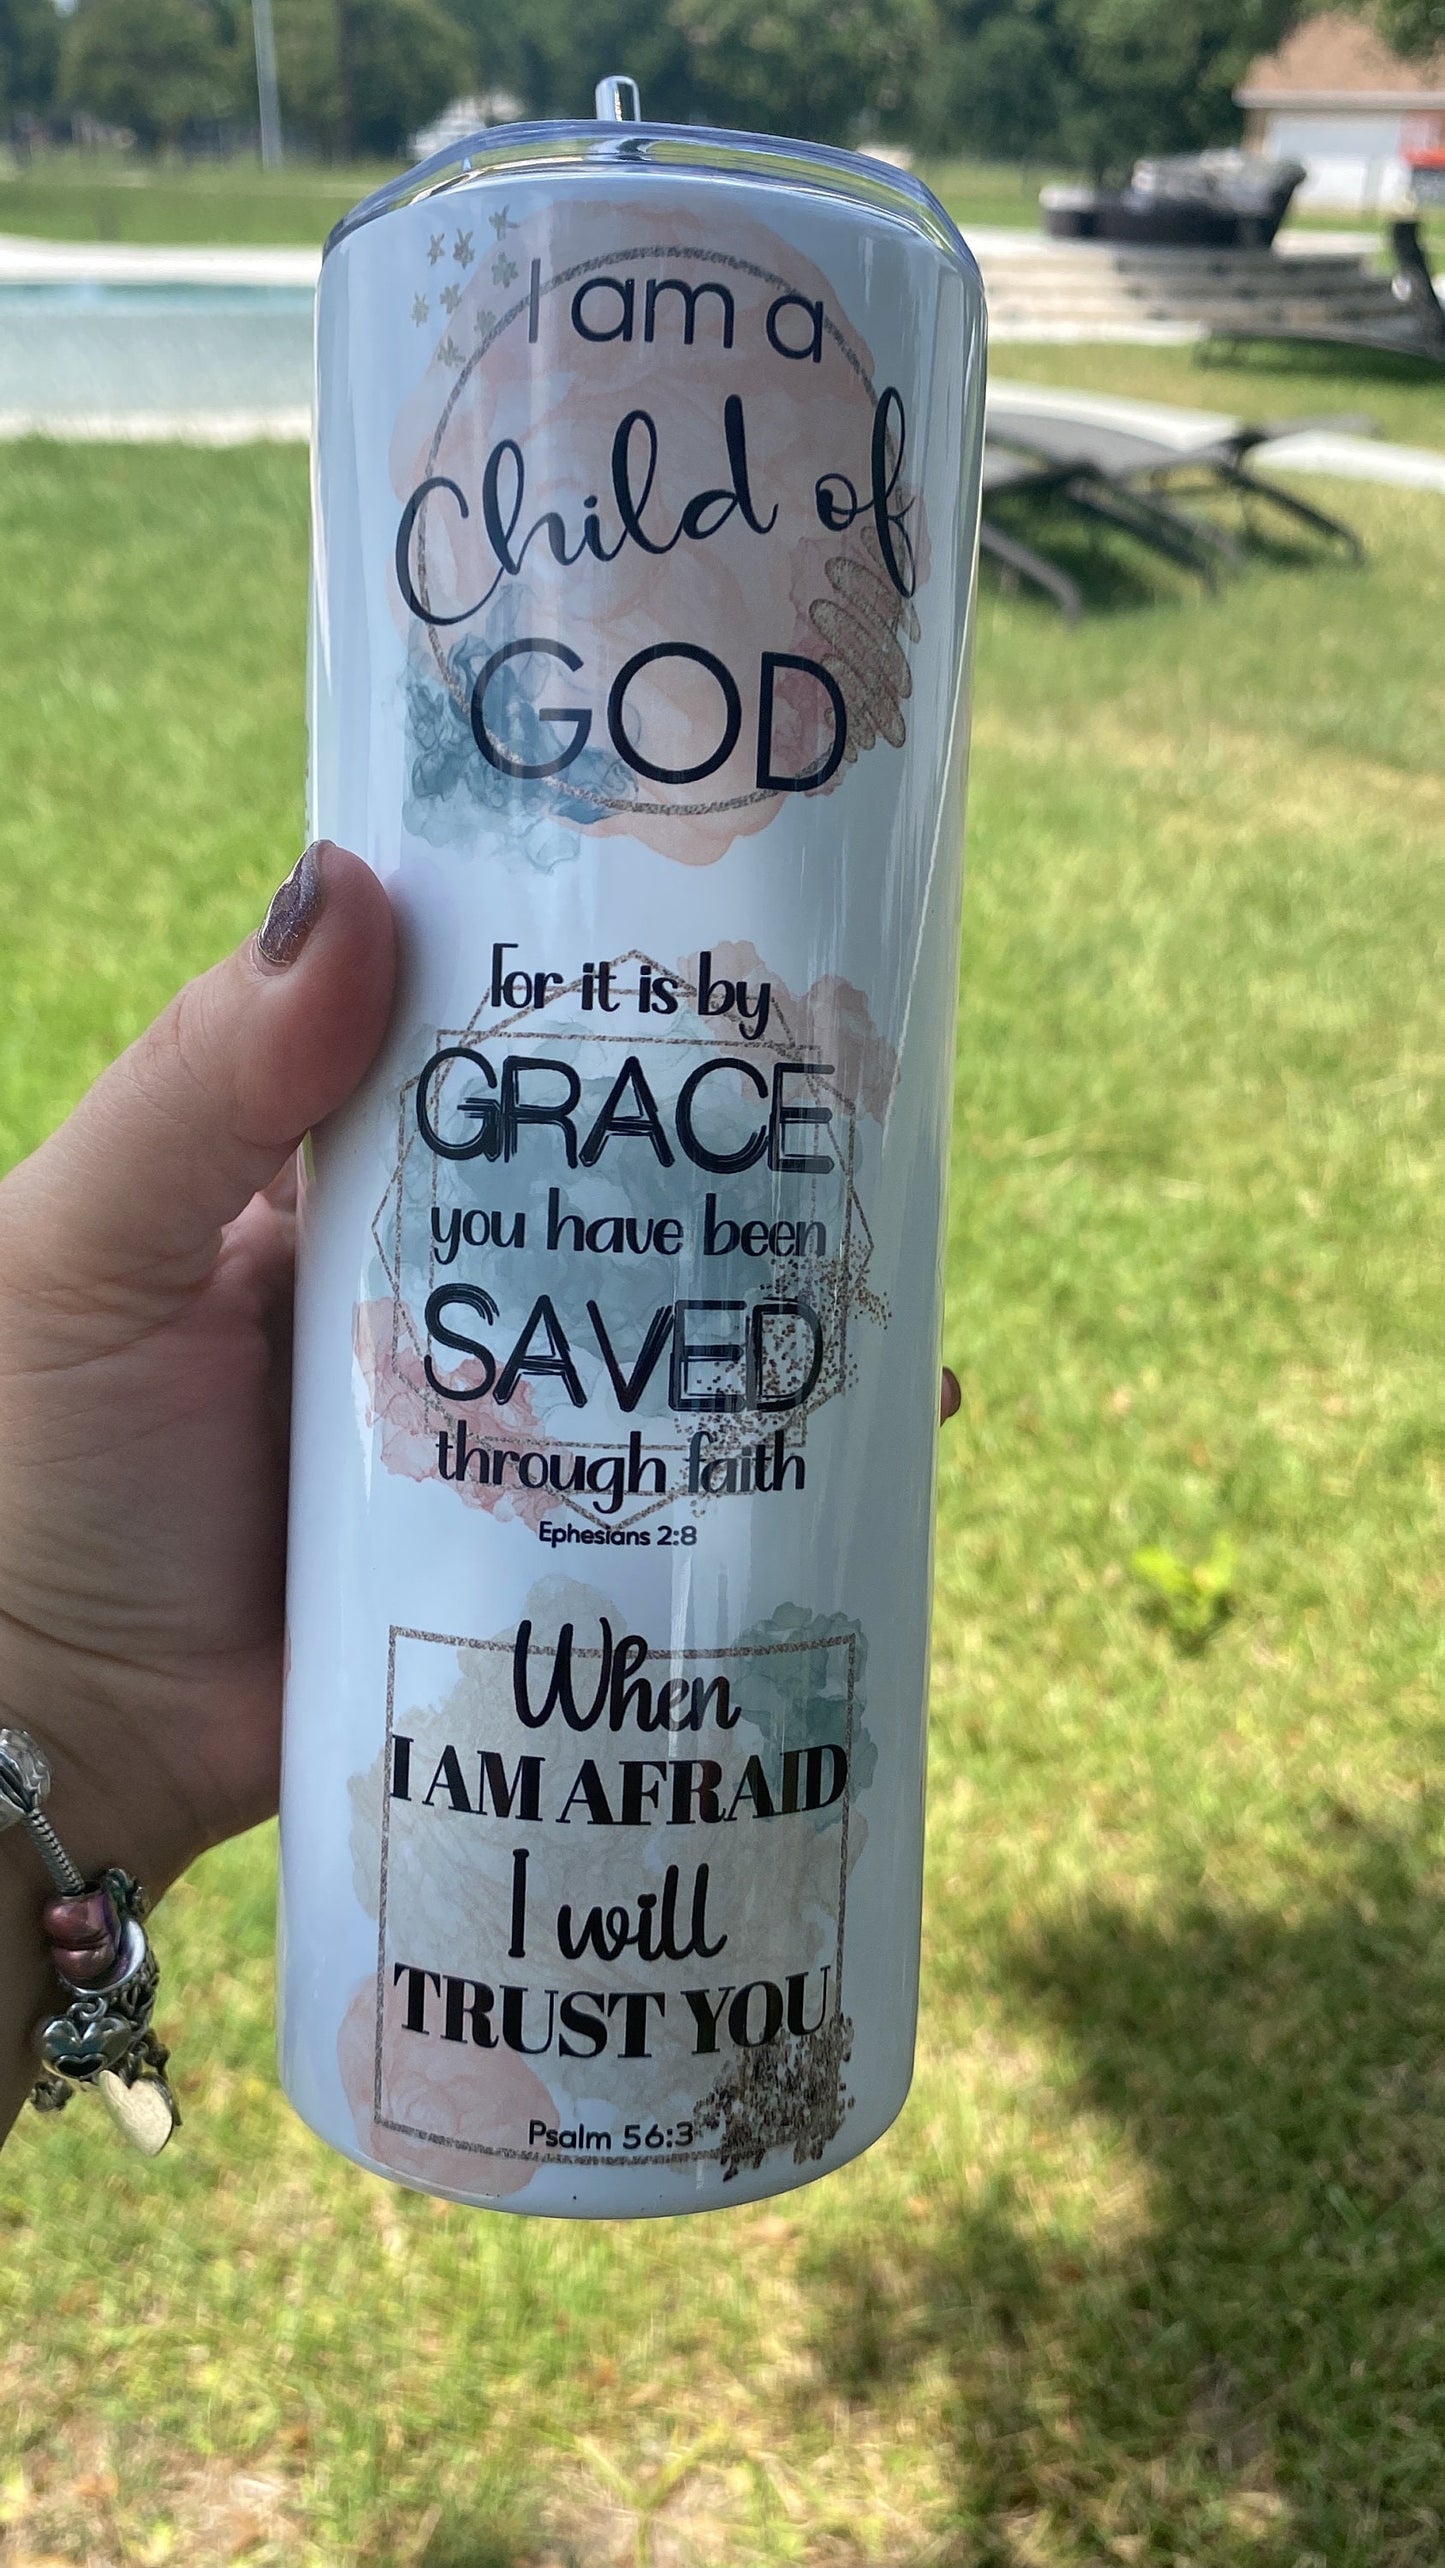 I am a
Child of
GOD
For it is by
GRACE
you have been
SAVED
through faith
Ephesians 2:8
When
I AM AFRAID
I will
TRUST YOU
Psalm 56:3